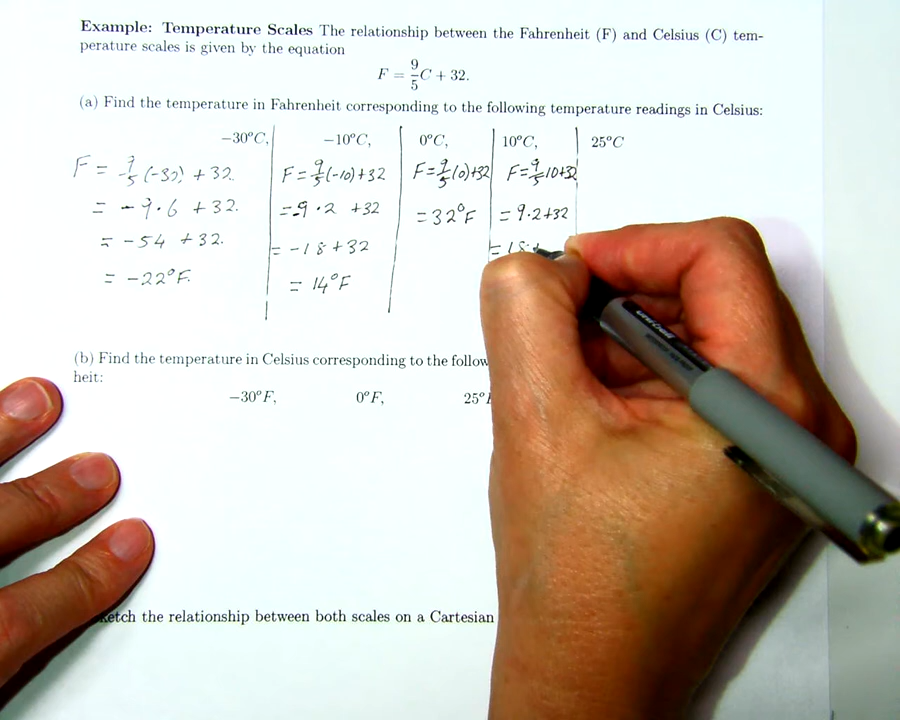 Example: Temperature Scales The relationship between the Fahrenheit (F) and Celsius (C) tem-
perature scales is given by the equation
F = 9/5 C + 32.
(a) Find the temperature in Fahrenheit corresponding to the following temperature readings in Celsius:
−30°C, −10°C, 0°C, 10°C, 25°C
F = 9/5 (-30) + 32. F = 9/5 (-10) + 32 F = 9/5 (0) + 32 F = 9/5 10 + 32
= -9·6 + 32. = -9·2 + 32 = 32°F = 9·2 + 32
= -54 + 32. = -18 + 32 = 18 +
= -22°F. = 14°F
(b) Find the temperature in Celsius corresponding to the follow
heit:
−30°F, 0°F, 25°
ketch the relationship between both scales on a Cartesian